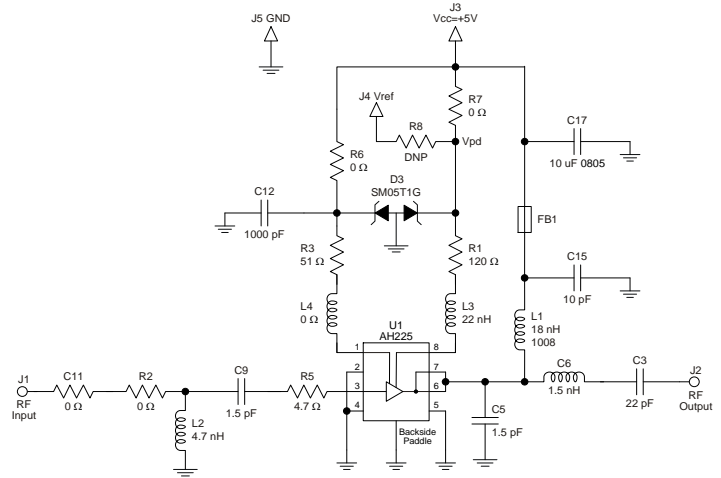 J5 GND
J3
Vcc=+5V
J4 Vref
R7
0 Ω
R8
DNP
Vpd
C17
10 uF 0805
R6
0 Ω
D3
SM05T1G
C12
1000 pF
FB1
R3
51 Ω
R1
120 Ω
C15
10 pF
L4
0 Ω
L3
22 nH
L1
18 nH
1008
U1
AH225
1
8
2
7
3
6
4
5
Backside
Paddle
J1
RF
Input
C11
0 Ω
R2
0 Ω
L2
4.7 nH
C9
1.5 pF
R5
4.7 Ω
C5
1.5 pF
C6
1.5 nH
C3
22 pF
J2
RF
Output